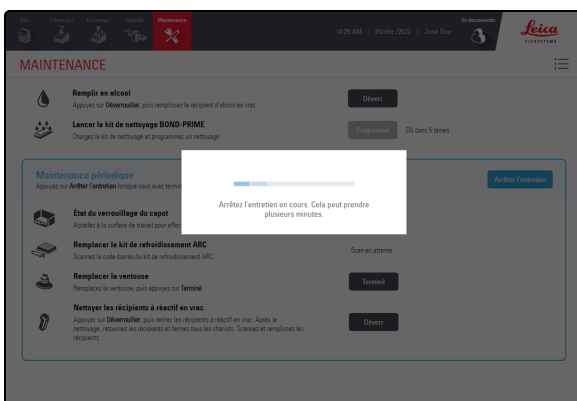 État Précharger Décharger Résultats Maintenance
10:26 AM | 05/déc./2022 | Jane Doe
Se déconnecter
Leica
BIOSYSTEMS
MAINTENANCE
Remplir en alcool
Appuyez sur Déverrouiller, puis remplissez le récipient d'alcool en vrac.
Déverr
Lancer le kit de nettoyage BOND-PRIME
Chargez le kit de nettoyage et programmez un nettoyage.
Programmé
Dû dans 5 lames
Maintenance périodique
Appuyez sur Arrêter l'entretien lorsque vous avez termin
Arrêter l'entretien
Arrêtez l'entretien en cours. Cela peut prendre
plusieurs minutes.
État du verrouillage du capot
Accédez à la surface de travail pour effec
Remplacer le kit de refroidissement ARC
Scannez le code-barres du kit de refroidissement ARC.
Scan en attente
Remplacer la ventouse
Remplacez la ventouse, puis appuyez sur Terminé
Terminé
Nettoyer les récipients à réactif en vrac
Appuyez sur Déverrouiller, puis retirez les récipients à réactif en vrac. Après le
nettoyage, retournez les récipients et fermez tous les chariots. Scannez et remplissez les
récipients.
Déverr